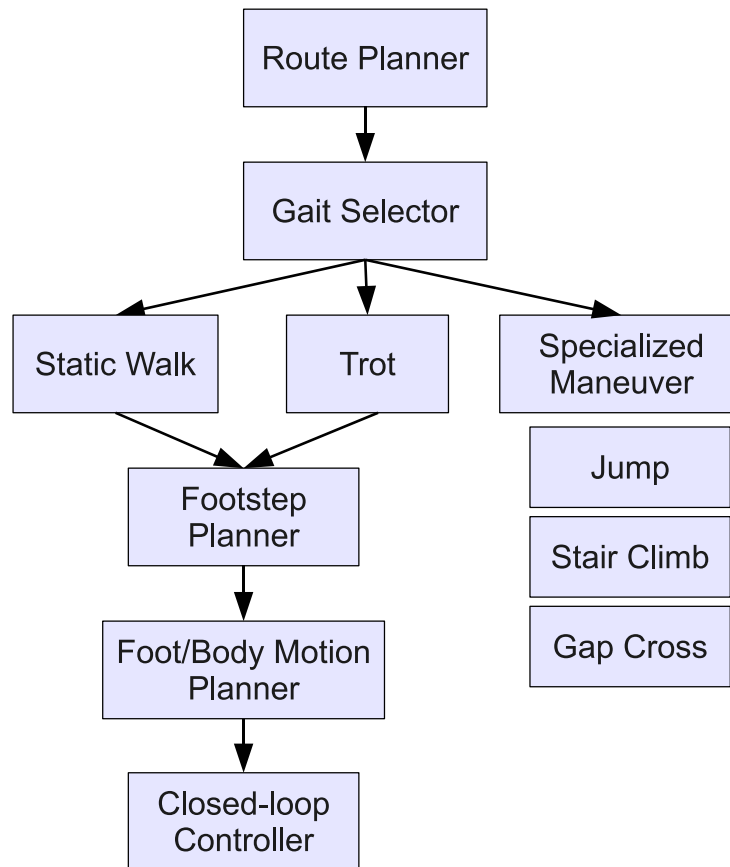 Route Planner
Gait Selector
Static Walk
Trot
Specialized
Maneuver
Jump
Stair Climb
Gap Cross
Footstep
Planner
Foot/Body Motion
Planner
Closed-loop
Controller